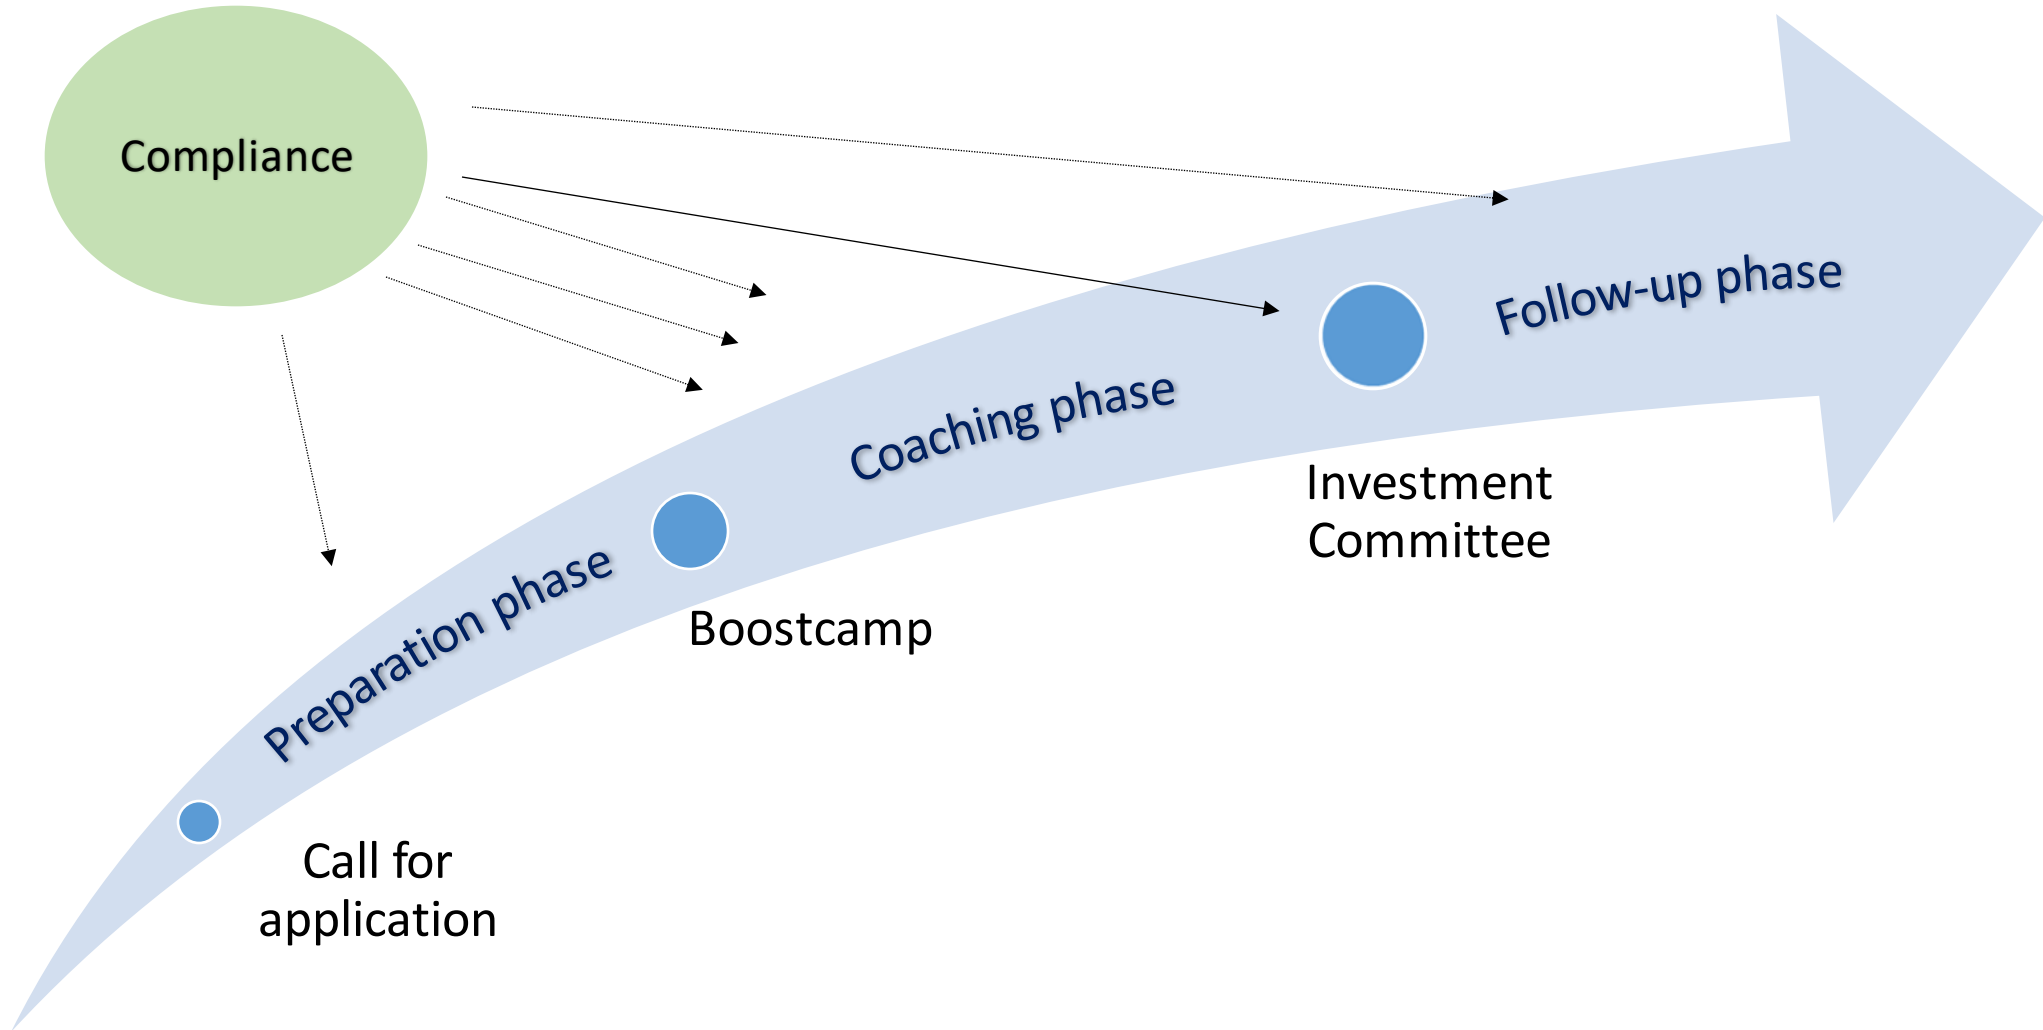 Compliance
Follow-up phase
Coaching phase
Investment
Committee
Preparation phase
Boostcamp
Call for
application